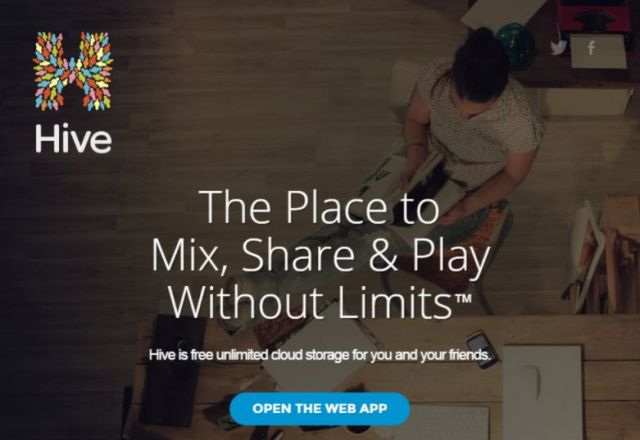 Hive
The Place to
Mix, Share & Play
Without Limits™
Hive is free unlimited cloud storage for you and your friends.
OPEN THE WEB APP